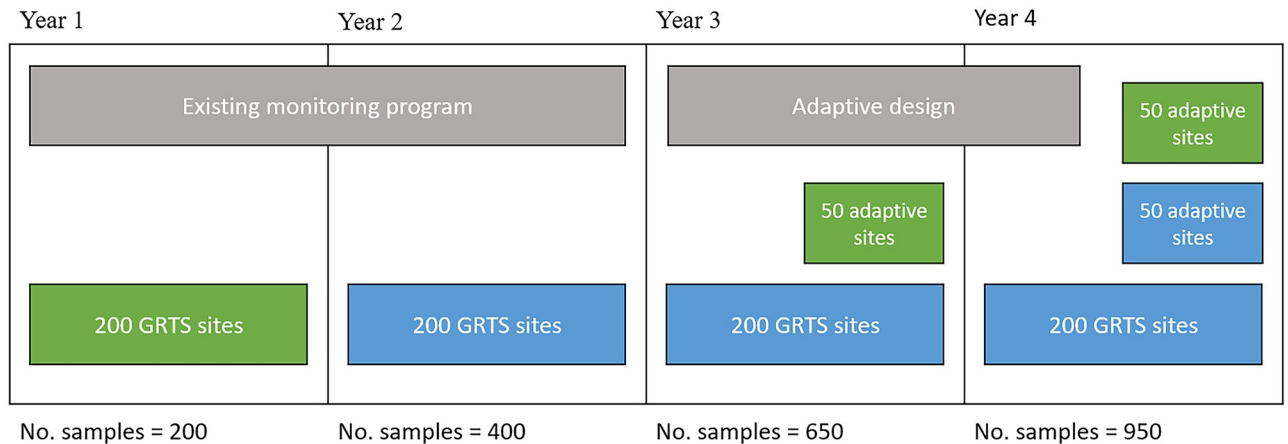 Year 1
Year 2
Year 3
Year 4
Existing monitoring program
Adaptive design
50 adaptive
sites
50 adaptive
sites
50 adaptive
sites
200 GRTS sites
200 GRTS sites
200 GRTS sites
200 GRTS sites
No. samples = 200
No. samples = 400
No. samples = 650
No. samples = 950